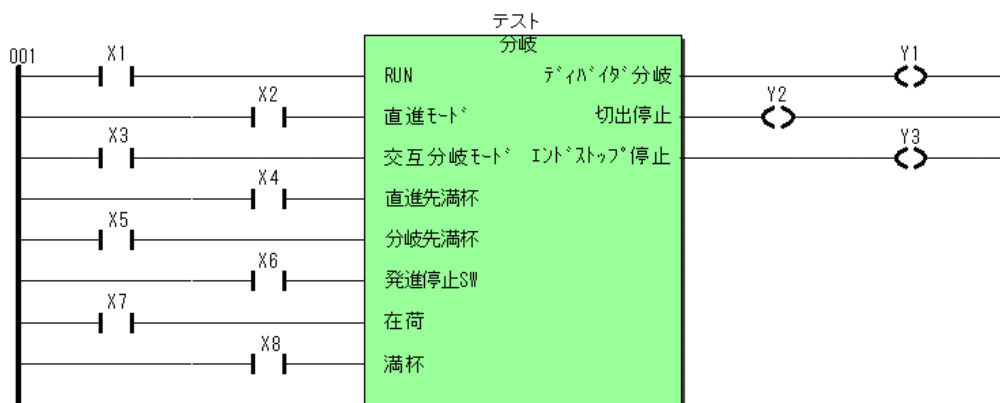 テスト
分岐
001
X1
RUN
ﾃﾞｨﾊﾞｲﾀﾞ分岐
Y1
X2
直進ﾓｰﾄﾞ
切出停止
Y2
X3
交互分岐ﾓｰﾄﾞ
ｴﾝﾄﾞｽﾄｯﾌﾟ停止
Y3
X4
直進先満杯
X5
分岐先満杯
X6
発進停止SW
X7
在荷
X8
満杯